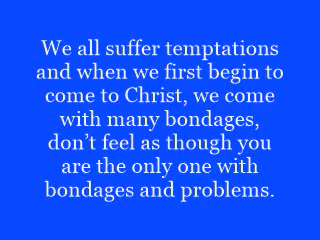 We all suffer temptations
and when we first begin to
come to Christ, we come
with many bondages,
don’t feel as though you
are the only one with
bondages and problems.